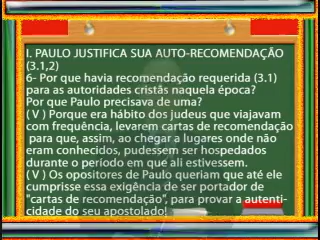 I. PAULO JUSTIFICA SUA AUTO-RECOMENDAÇÃO
(3.1,2)
6- Por que havia recomendação requerida (3.1)
para as autoridades cristãs naquela época?
Por que Paulo precisava de uma?
( V ) Porque era hábito dos judeus que viajavam
com frequência, levarem cartas de recomendação
para que, assim, ao chegar a lugares onde não
eram conhecidos, pudessem ser hospedados
durante o período em que ali estivessem.
( V ) Os opositores de Paulo queriam que até ele
cumprisse essa exigência de ser portador de
"cartas de recomendação", para provar a autenti-
cidade do seu apostolado!